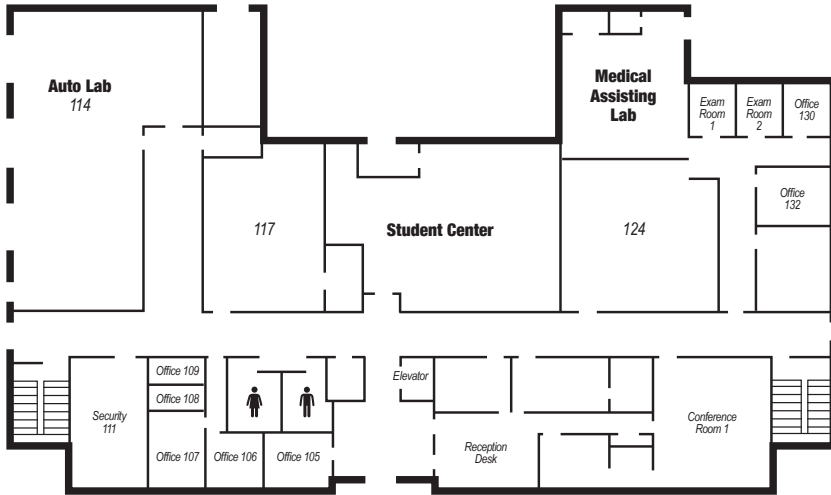 Auto Lab
114
Medical
Assisting
Lab
Exam
Room
1
Exam
Room
2
Office
130
Office
132
117
Student Center
124
Office 109
Office 108
Security
111
Office 107
Office 106
Office 105
Elevator
Reception
Desk
Conference
Room 1